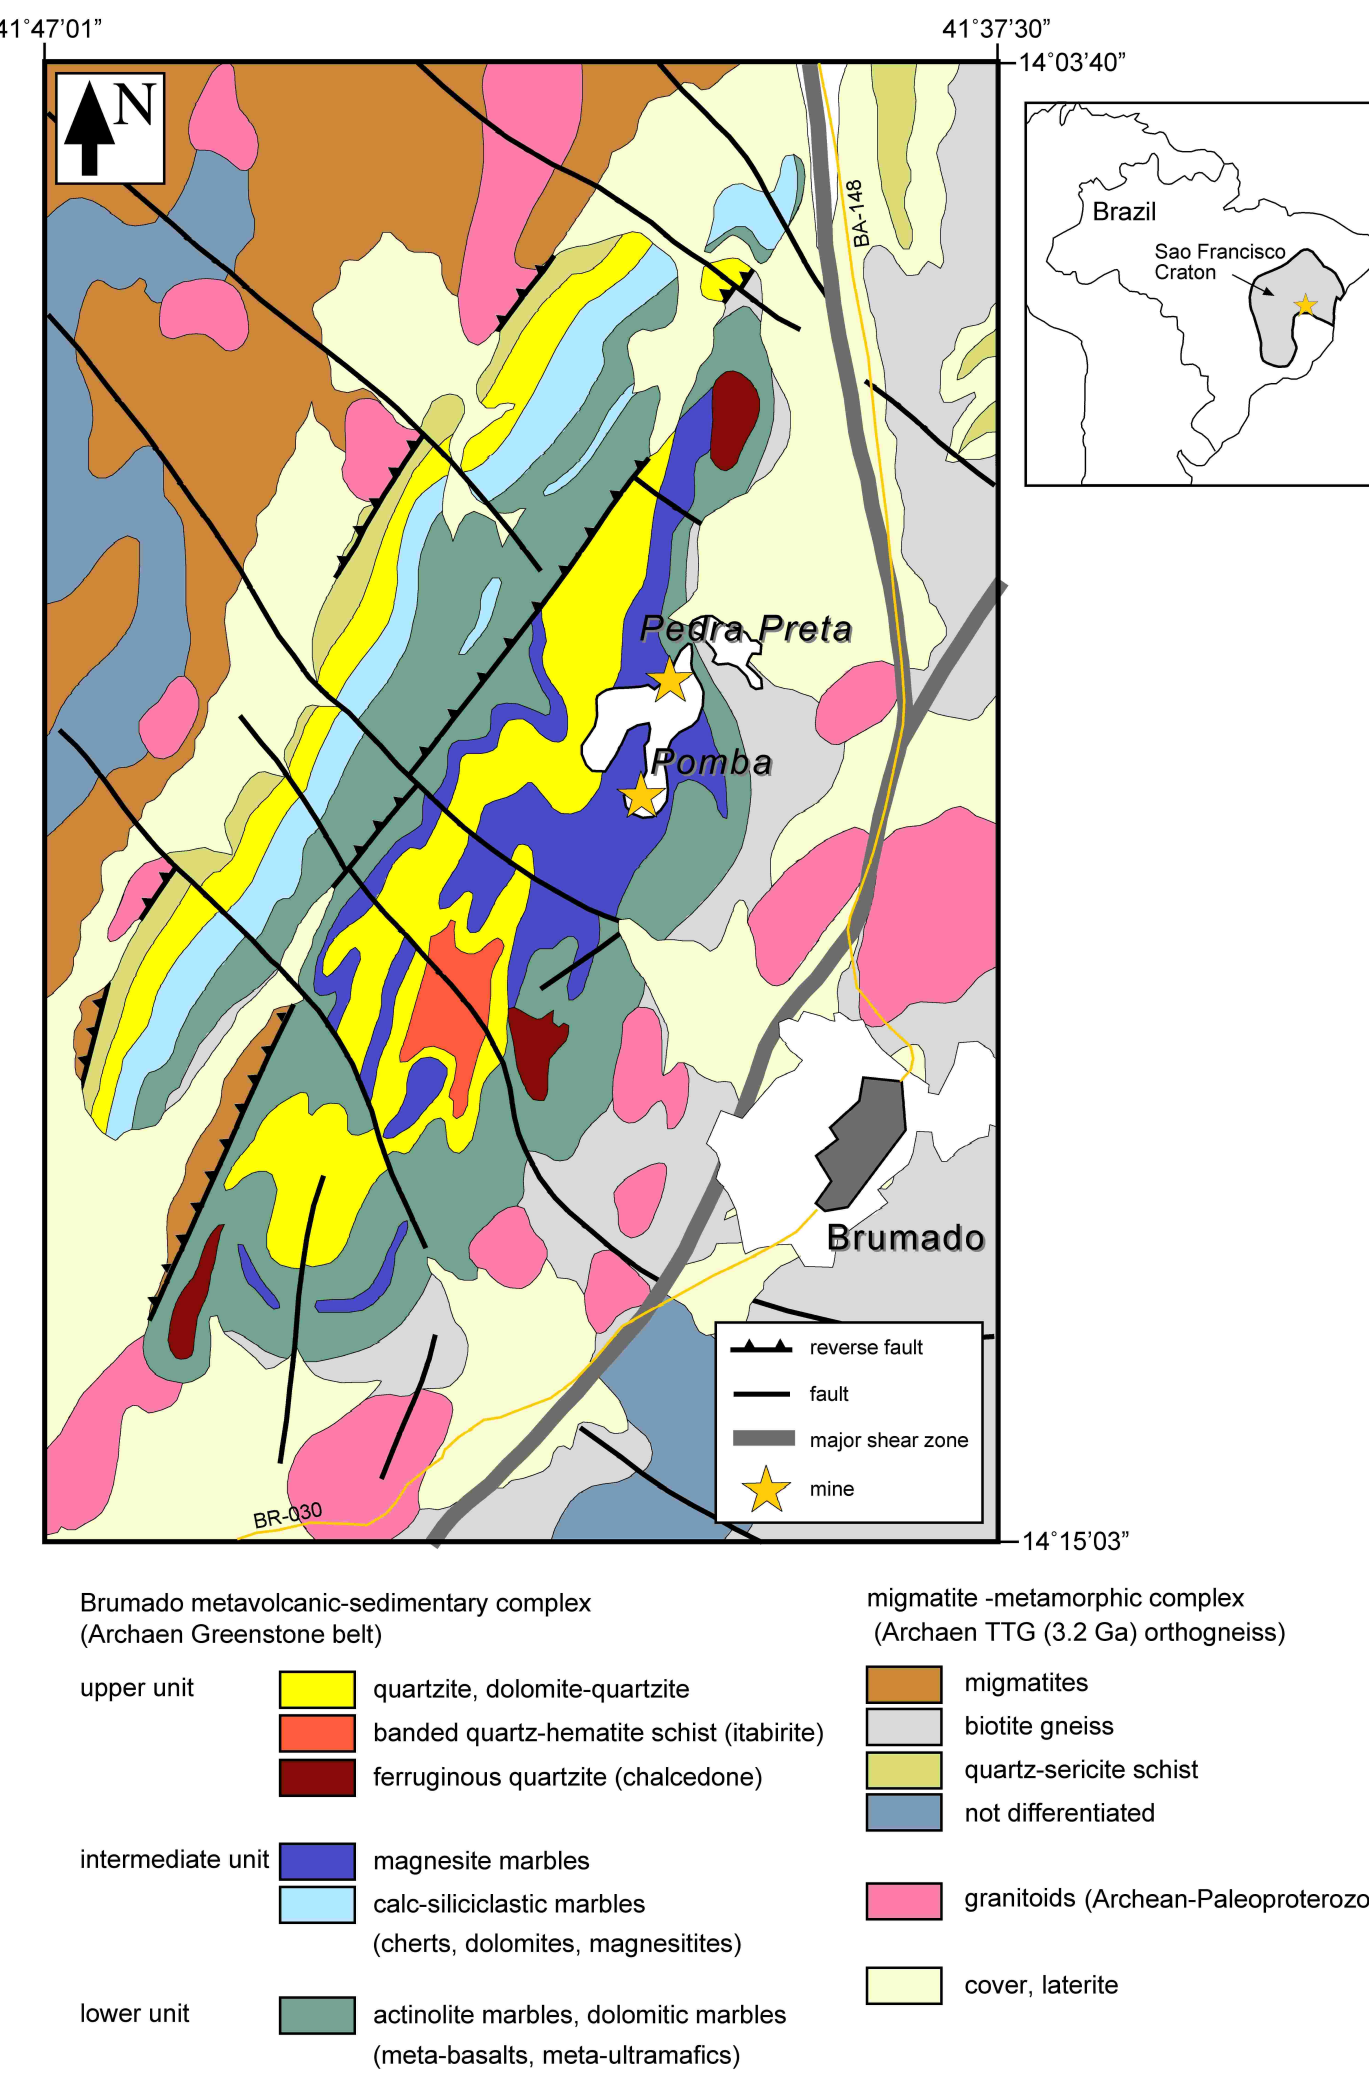 41°47’01”
41°37’30”
14°03’40”
N
BA-148
Brazil
Sao Francisco
Craton
Pedra Preta
Pomba
Brumado
reverse fault
fault
major shear zone
mine
BR-030
14°15’03”
Brumado metavolcanic-sedimentary complex
(Archaen Greenstone belt)
upper unit
quartzite, dolomite-quartzite
banded quartz-hematite schist (itabirite)
ferruginous quartzite (chalcedone)
intermediate unit
magnesite marbles
calc-siliciclastic marbles
(cherts, dolomites, magnesitites)
lower unit
actinolite marbles, dolomitic marbles
(meta-basalts, meta-ultramafics)
migmatite -metamorphic complex
(Archaen TTG (3.2 Ga) orthogneiss)
migmatites
biotite gneiss
quartz-sericite schist
not differentiated
granitoids (Archean-Paleoproterozo
cover, laterite